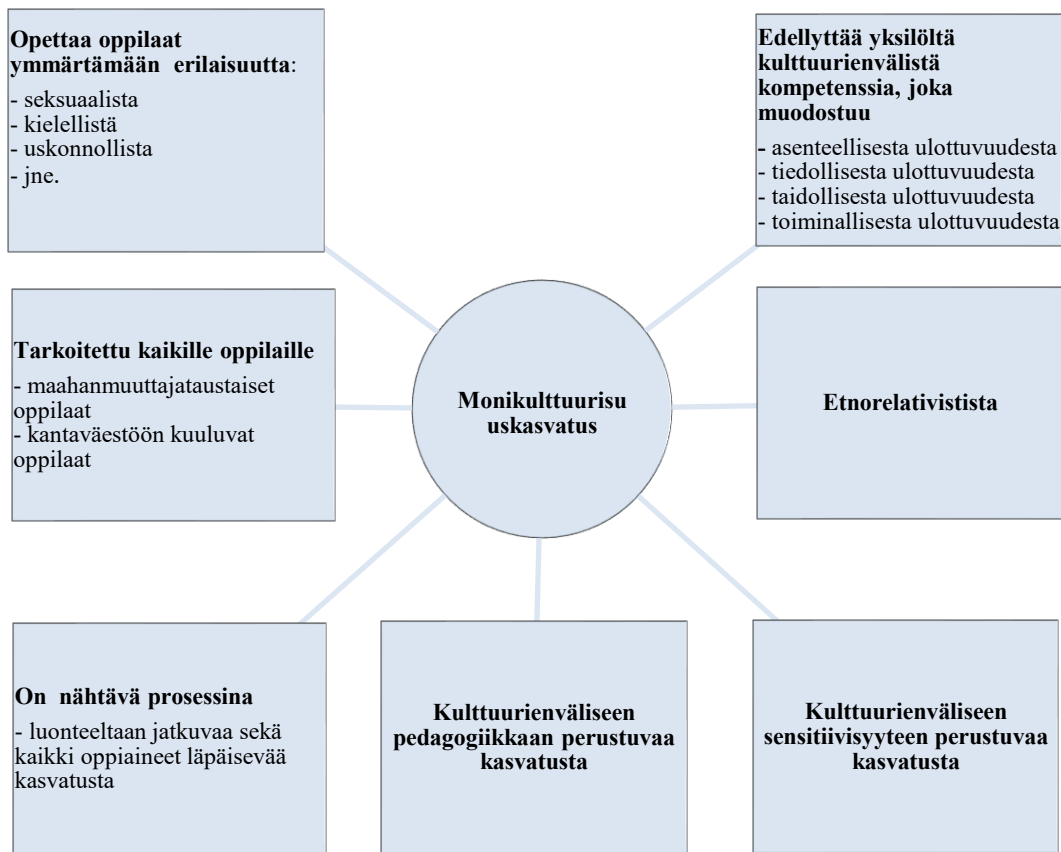 Opettaa oppilaat
ymmärtämään erilaisuutta:
- seksuaalista
- kielellistä
- uskonnollista
- jne.
Edellyttää yksilöltä
kulttuurienvälistä
kompetenssia, joka
muodostuu
- asenteellisesta ulottuvuudesta
- tiedollisesta ulottuvuudesta
- taidollisesta ulottuvuudesta
- toiminallisesta ulottuvuudesta
Tarkoitettu kaikille oppilaille
- maahanmuuttajataustaiset
oppilaat
- kantaväestöön kuuluvat
oppilaat
Monikulttuurisu
uskasvatus
Etnorelativistista
On nähtävä prosessina
- luonteeltaan jatkuvaa sekä
kaikki oppiaineet läpäisevää
kasvatusta
Kulttuurienväliseen
pedagogiikkaan perustuvaa
kasvatusta
Kulttuurienväliseen
sensitiivisyyteen perustuvaa
kasvatusta